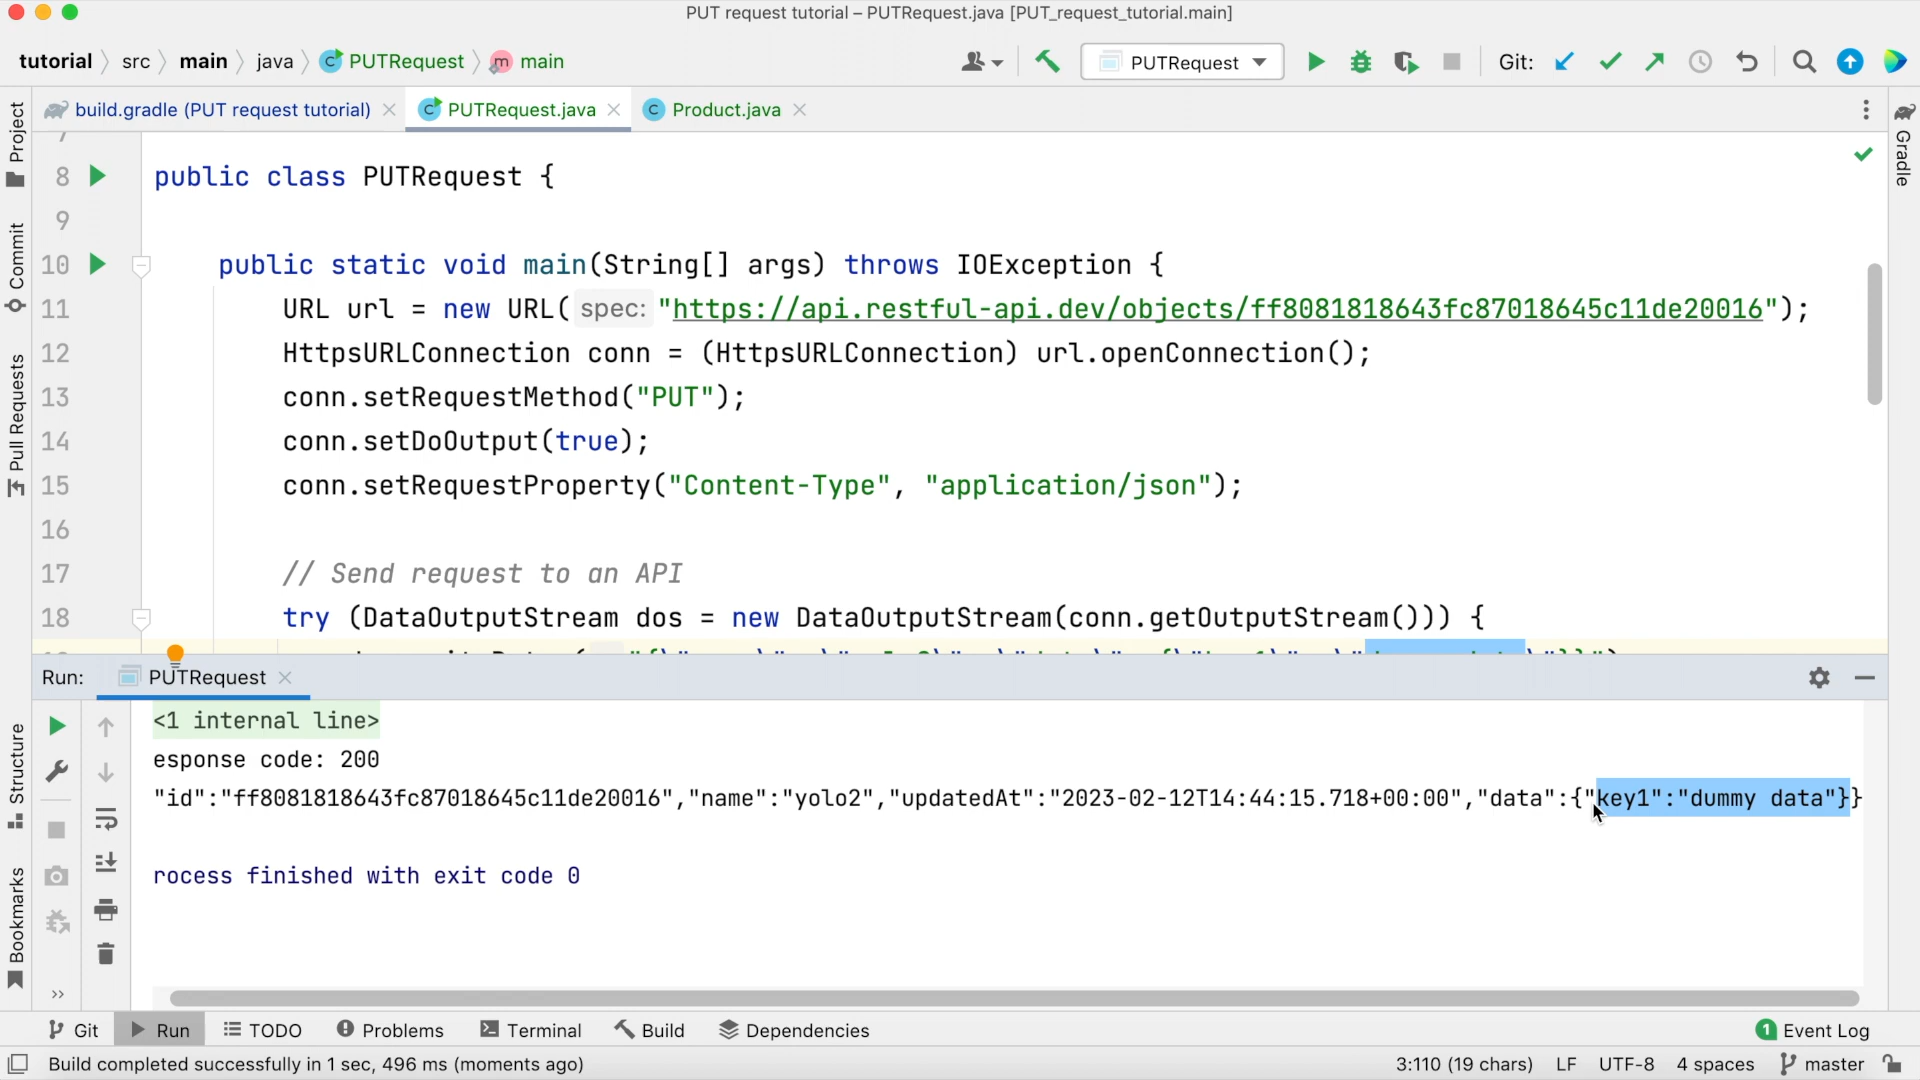 PUT request tutorial – PUTRequest.java [PUT_request_tutorial.main]
tutorial src main java PUTRequest m main PUTRequest Git:
build.gradle (PUT request tutorial) PUTRequest.java Product.java
Project
Commit
Pull Requests
Structure
Bookmarks
Gradle
7
8 public class PUTRequest {
9
10 public static void main(String[] args) throws IOException {
11 URL url = new URL( spec: "https://api.restful-api.dev/objects/ff8081818643fc87018645c11de20016");
12 HttpsURLConnection conn = (HttpsURLConnection) url.openConnection();
13 conn.setRequestMethod("PUT");
14 conn.setDoOutput(true);
15 conn.setRequestProperty("Content-Type", "application/json");
16
17 // Send request to an API
18 try (DataOutputStream dos = new DataOutputStream(conn.getOutputStream())) {
Run: PUTRequest
<1 internal line>
esponse code: 200
"id":"ff8081818643fc87018645c11de20016","name":"yolo2","updatedAt":"2023-02-12T14:44:15.718+00:00","data":{"key1":"dummy data"}}
rocess finished with exit code 0
Git Run TODO Problems Terminal Build Dependencies 1 Event Log
Build completed successfully in 1 sec, 496 ms (moments ago) 3:110 (19 chars) LF UTF-8 4 spaces master